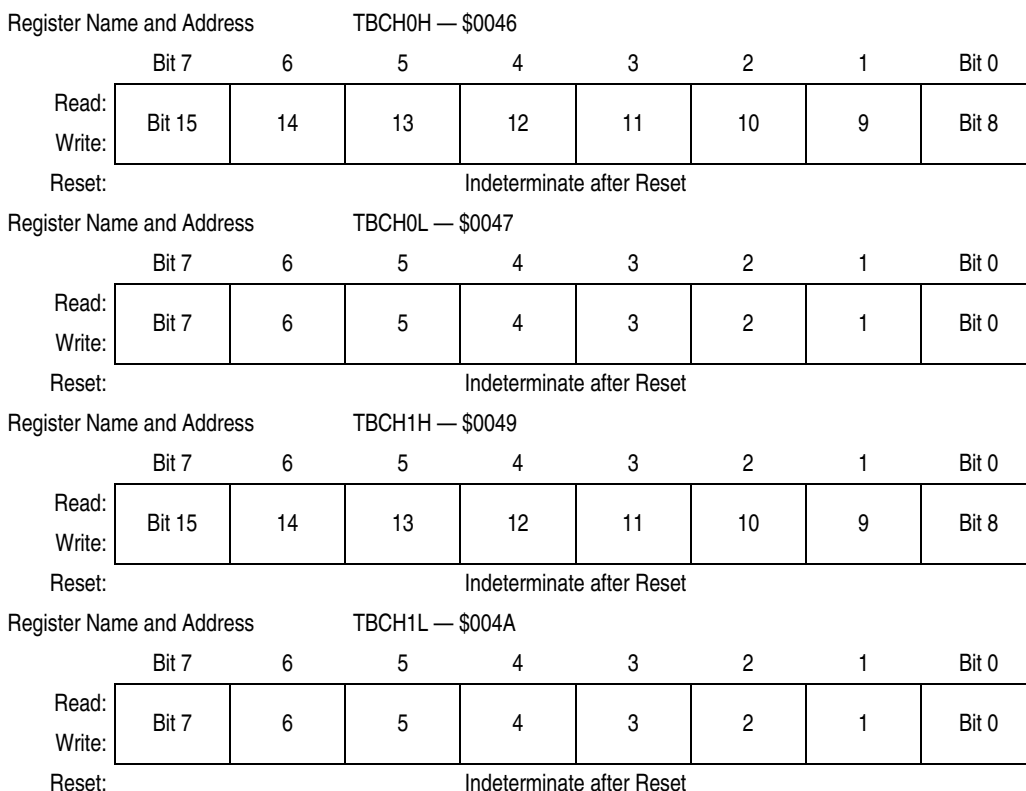 Register Name and Address TBCH0H — $0046
Bit 7 6 5 4 3 2 1 Bit 0
Read:
Bit 15 14 13 12 11 10 9 Bit 8
Write:
Reset: Indeterminate after Reset
Register Name and Address TBCH0L — $0047
Bit 7 6 5 4 3 2 1 Bit 0
Read:
Bit 7 6 5 4 3 2 1 Bit 0
Write:
Reset: Indeterminate after Reset
Register Name and Address TBCH1H — $0049
Bit 7 6 5 4 3 2 1 Bit 0
Read:
Bit 15 14 13 12 11 10 9 Bit 8
Write:
Reset: Indeterminate after Reset
Register Name and Address TBCH1L — $004A
Bit 7 6 5 4 3 2 1 Bit 0
Read:
Bit 7 6 5 4 3 2 1 Bit 0
Write:
Reset: Indeterminate after Reset